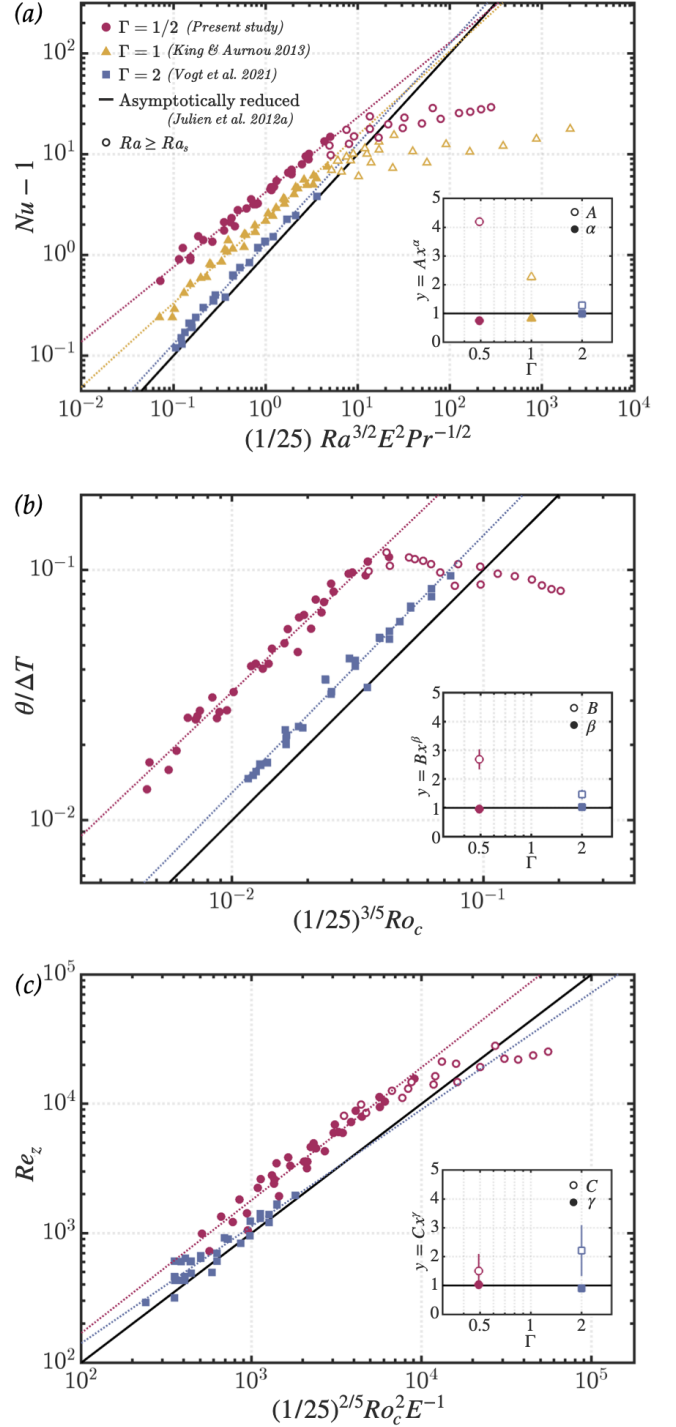 (a)
10^2
10^1
10^0
10^{-1}
Nu − 1
Γ = 1/2 (Present study)
Γ = 1 (King & Aurnou 2013)
Γ = 2 (Vogt et al. 2021)
Asymptotically reduced
(Julien et al. 2012a)
Ra ≥ Ra_s
5
4
3
2
1
0
y = Ax^α
A
α
0.5 1 2
Γ
10^{-2} 10^{-1} 10^0 10^1 10^2 10^3 10^4
(1/25) Ra^{3/2}E^2Pr^{-1/2}
(b)
10^{-1}
10^{-2}
θ/ΔT
5
4
3
2
1
0
y = Bx^β
B
β
0.5 1 2
Γ
10^{-2} 10^{-1}
(1/25)^{3/5}Ro_c
(c)
10^5
10^4
10^3
10^2
Re_z
5
4
3
2
1
0
y = Cx^γ
C
γ
0.5 1 2
Γ
10^2 10^3 10^4 10^5
(1/25)^{2/5}Ro_c^2E^{-1}